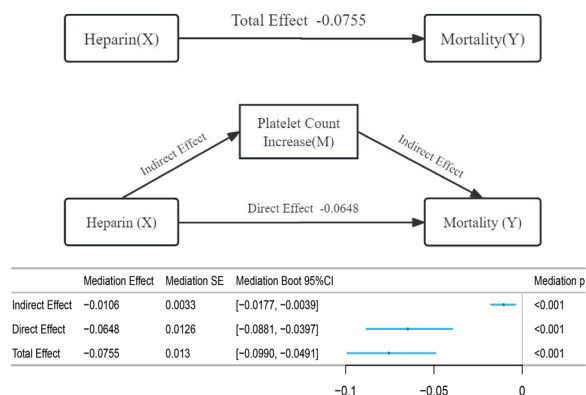 Total Effect -0.0755
Heparin(X)
Mortality(Y)
Platelet Count
Increase(M)
Indirect Effect
Indirect Effect
Direct Effect -0.0648
Heparin (X)
Mortality (Y)
Mediation Effect Mediation SE Mediation Boot 95%CI Mediation p
Indirect Effect −0.0106 0.0033 [−0.0177, −0.0039] <0.001
Direct Effect −0.0648 0.0126 [−0.0881, −0.0397] <0.001
Total Effect −0.0755 0.013 [−0.0990, −0.0491] <0.001
−0.1 −0.05 0